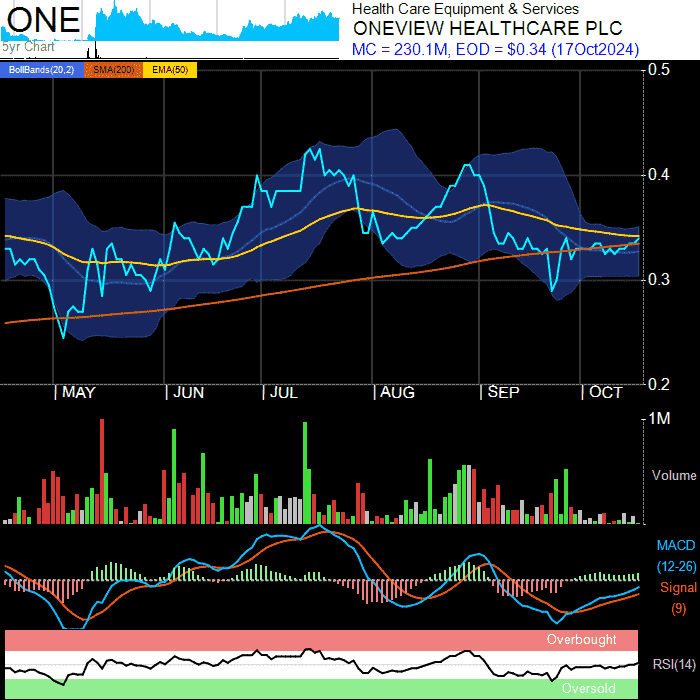 ONE
Health Care Equipment & Services
ONEVIEW HEALTHCARE PLC
MC = 230.1M, EOD = $0.34 (17Oct2024)
5yr Chart
BollBands(20,2) SMA(200) EMA(50)
0.5
0.4
0.3
0.2
MAY JUN JUL AUG SEP OCT
1M
Volume
MACD
(12-26)
Signal
(9)
Overbought
RSI(14)
Oversold